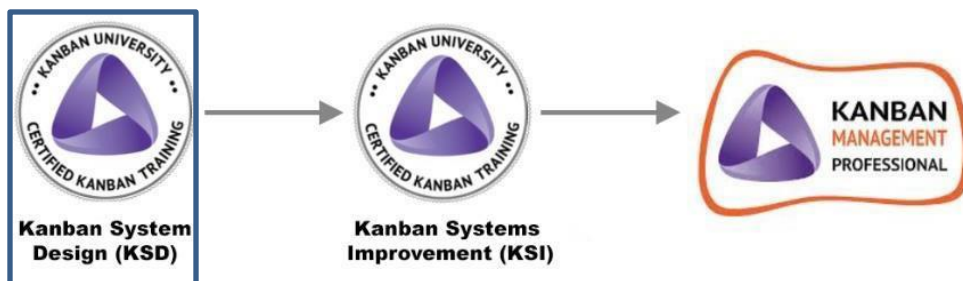 •• KANBAN UNIVERSITY ••
CERTIFIED KANBAN TRAINING
Kanban System
Design (KSD)
•• KANBAN UNIVERSITY ••
CERTIFIED KANBAN TRAINING
Kanban Systems
Improvement (KSI)
KANBAN
MANAGEMENT
PROFESSIONAL